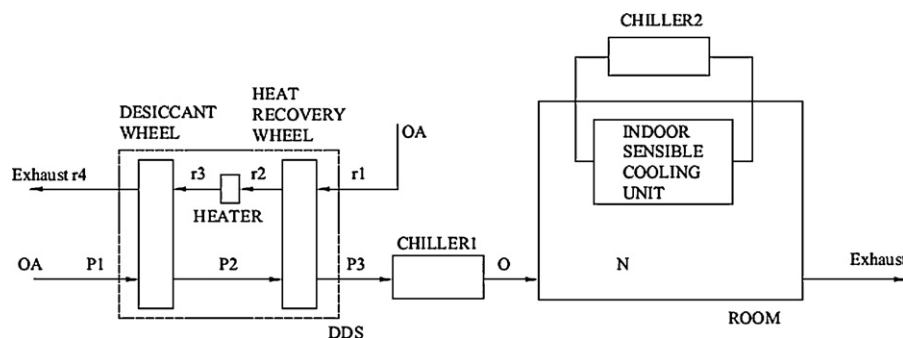 CHILLER2
HEAT
RECOVERY
WHEEL
DESICCANT
WHEEL
OA
INDOOR
SENSIBLE
COOLING
UNIT
Exhaust r4
r3
r2
r1
HEATER
CHILLER1
OA
P1
P2
P3
O
N
Exhaust
DDS
ROOM